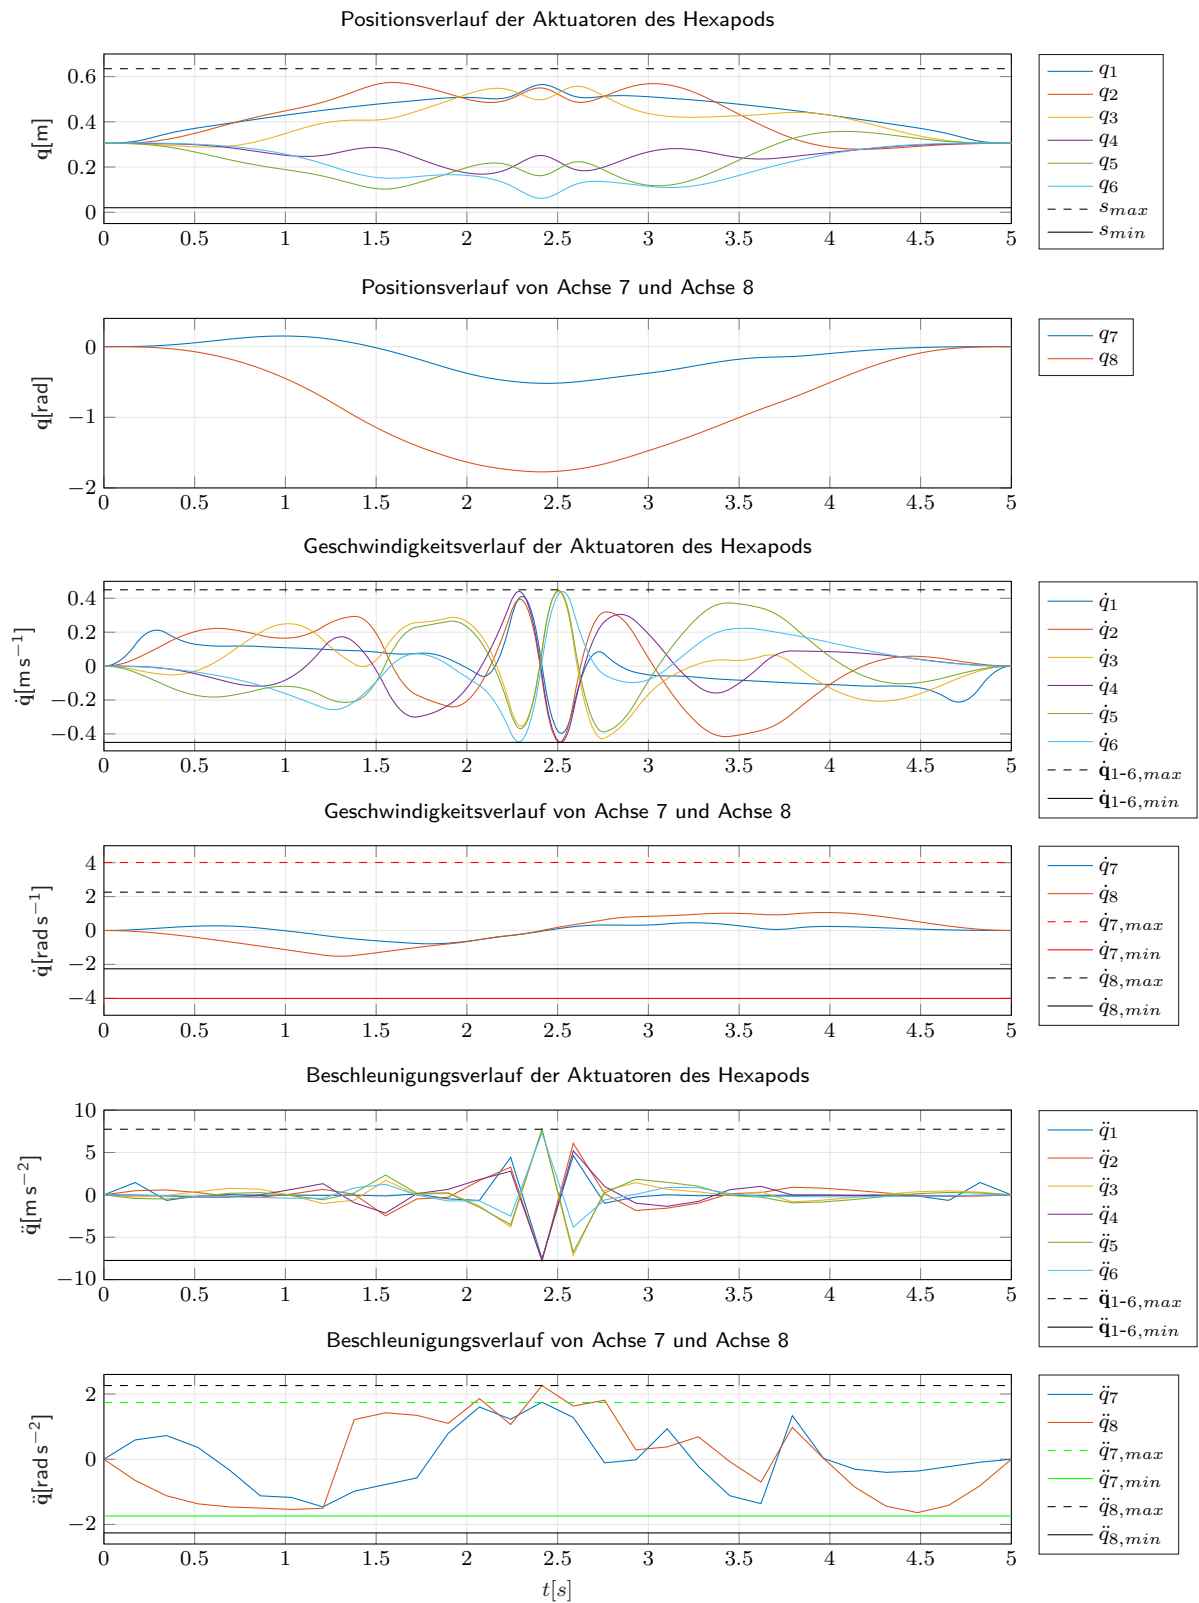 Positionsverlauf der Aktuatoren des Hexapods
0.6
0.4
0.2
0
q[m]
0 0.5 1 1.5 2 2.5 3 3.5 4 4.5 5
q1
q2
q3
q4
q5
q6
smax
smin
Positionsverlauf von Achse 7 und Achse 8
0
−1
−2
q[rad]
0 0.5 1 1.5 2 2.5 3 3.5 4 4.5 5
q7
q8
Geschwindigkeitsverlauf der Aktuatoren des Hexapods
0.4
0.2
0
−0.2
−0.4
q̇[m s⁻¹]
0 0.5 1 1.5 2 2.5 3 3.5 4 4.5 5
q̇1
q̇2
q̇3
q̇4
q̇5
q̇6
q̇1-6,max
q̇1-6,min
Geschwindigkeitsverlauf von Achse 7 und Achse 8
4
2
0
−2
−4
q̇[rad s⁻¹]
0 0.5 1 1.5 2 2.5 3 3.5 4 4.5 5
q̇7
q̇8
q̇7,max
q̇7,min
q̇8,max
q̇8,min
Beschleunigungsverlauf der Aktuatoren des Hexapods
10
5
0
−5
−10
q̈[m s⁻²]
0 0.5 1 1.5 2 2.5 3 3.5 4 4.5 5
q̈1
q̈2
q̈3
q̈4
q̈5
q̈6
q̈1-6,max
q̈1-6,min
Beschleunigungsverlauf von Achse 7 und Achse 8
2
0
−2
q̈[rad s⁻²]
0 0.5 1 1.5 2 2.5 3 3.5 4 4.5 5
t[s]
q̈7
q̈8
q̈7,max
q̈7,min
q̈8,max
q̈8,min